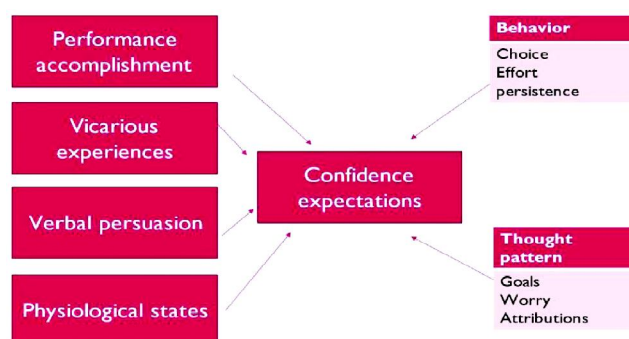 Performance
accomplishment
Vicarious
experiences
Verbal persuasion
Physiological states
Confidence
expectations
Behavior
Choice
Effort
persistence
Thought
pattern
Goals
Worry
Attributions